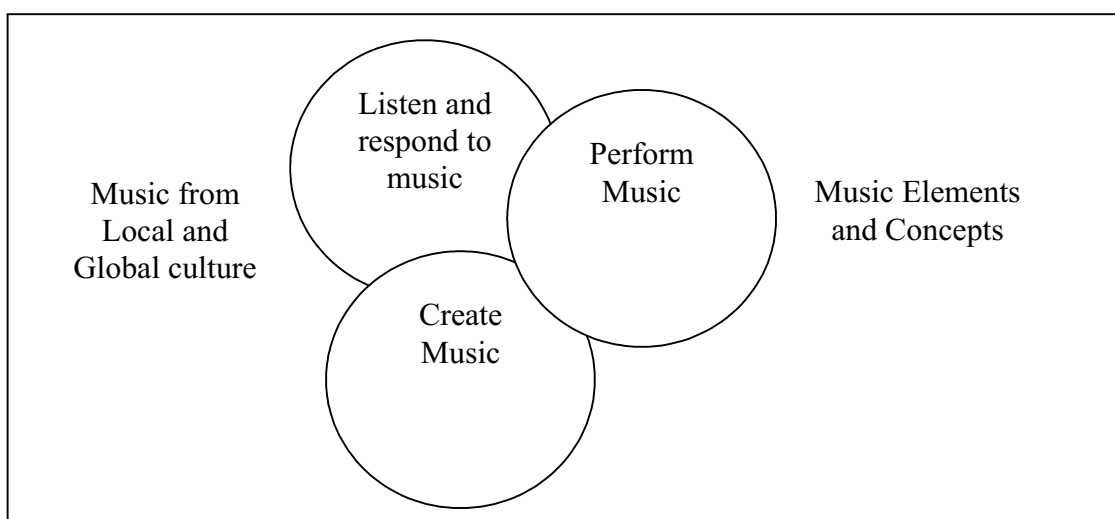 Listen and
respond to
music
Perform
Music
Music from
Local and
Global culture
Music Elements
and Concepts
Create
Music